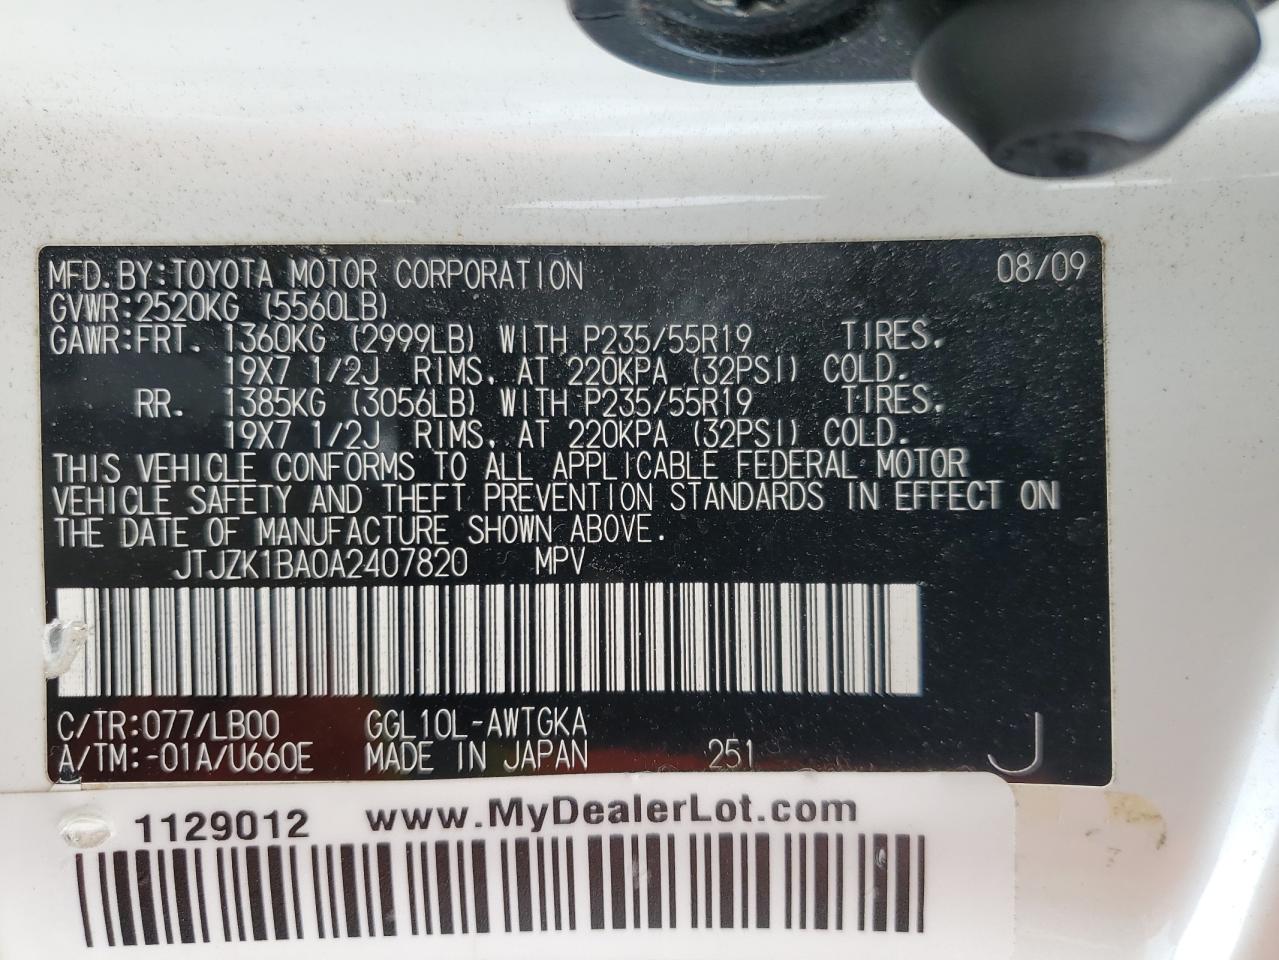 MFD.BY:TOYOTA MOTOR CORPORATION 08/09
GVWR:2520KG (5560LB)
GAWR:FRT. 1360KG (2999LB) WITH P235/55R19 TIRES.
19X7 1/2J RIMS, AT 220KPA (32PSI) COLD.
RR. 1385KG (3056LB) WITH P235/55R19 TIRES.
19X7 1/2J RIMS, AT 220KPA (32PSI) COLD.
THIS VEHICLE CONFORMS TO ALL APPLICABLE FEDERAL MOTOR
VEHICLE SAFETY AND THEFT PREVENTION STANDARDS IN EFFECT ON
THE DATE OF MANUFACTURE SHOWN ABOVE.
JTJZK1BA0A2407820 MPV
C/TR:077/LB00 GGL10L-AWTGKA
A/TM:-01A/U660E MADE IN JAPAN 251 J
1129012 www.MyDealerLot.com